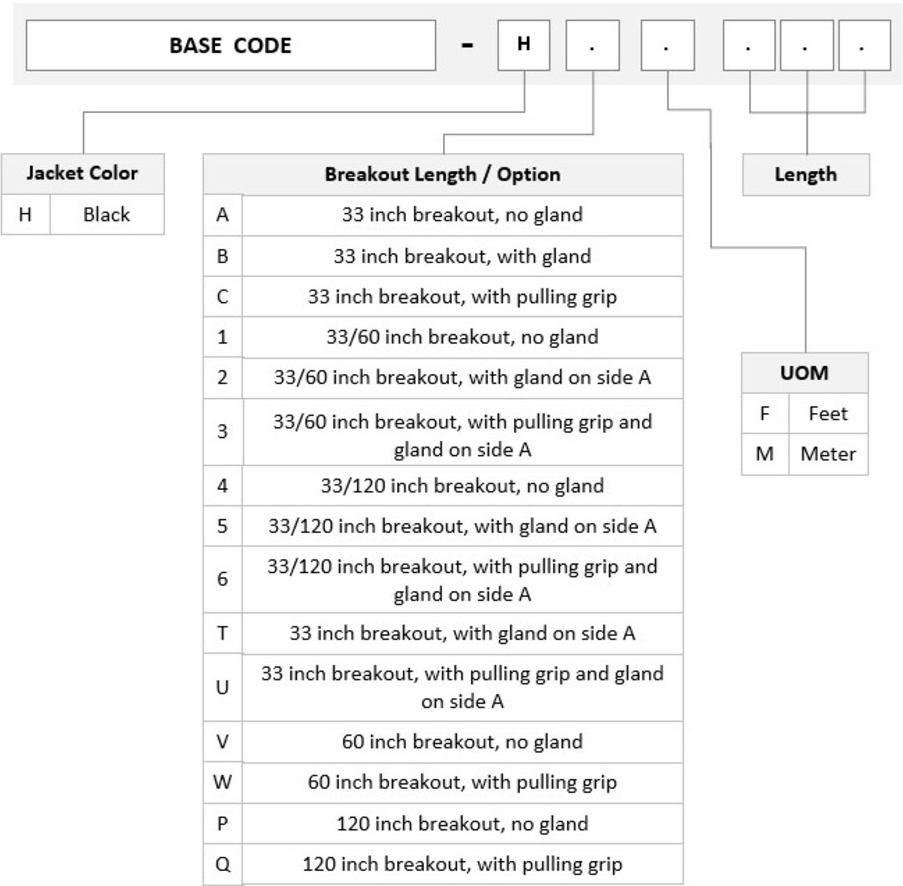 BASE CODE - H . . . . .
Jacket Color
H Black
Breakout Length / Option
A 33 inch breakout, no gland
B 33 inch breakout, with gland
C 33 inch breakout, with pulling grip
1 33/60 inch breakout, no gland
2 33/60 inch breakout, with gland on side A
3 33/60 inch breakout, with pulling grip and
gland on side A
4 33/120 inch breakout, no gland
5 33/120 inch breakout, with gland on side A
6 33/120 inch breakout, with pulling grip and
gland on side A
T 33 inch breakout, with gland on side A
U 33 inch breakout, with pulling grip and gland
on side A
V 60 inch breakout, no gland
W 60 inch breakout, with pulling grip
P 120 inch breakout, no gland
Q 120 inch breakout, with pulling grip
Length
UOM
F Feet
M Meter